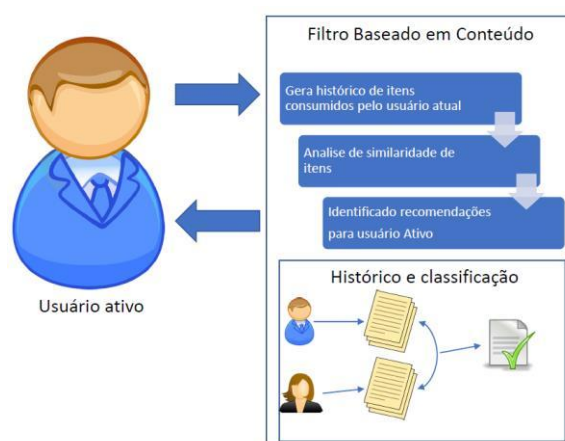 Filtro Baseado em Conteúdo
Gera histórico de itens
consumidos pelo usuário atual
Analise de similaridade de
itens
Identificado recomendações
para usuário Ativo
Usuário ativo
Histórico e classificação